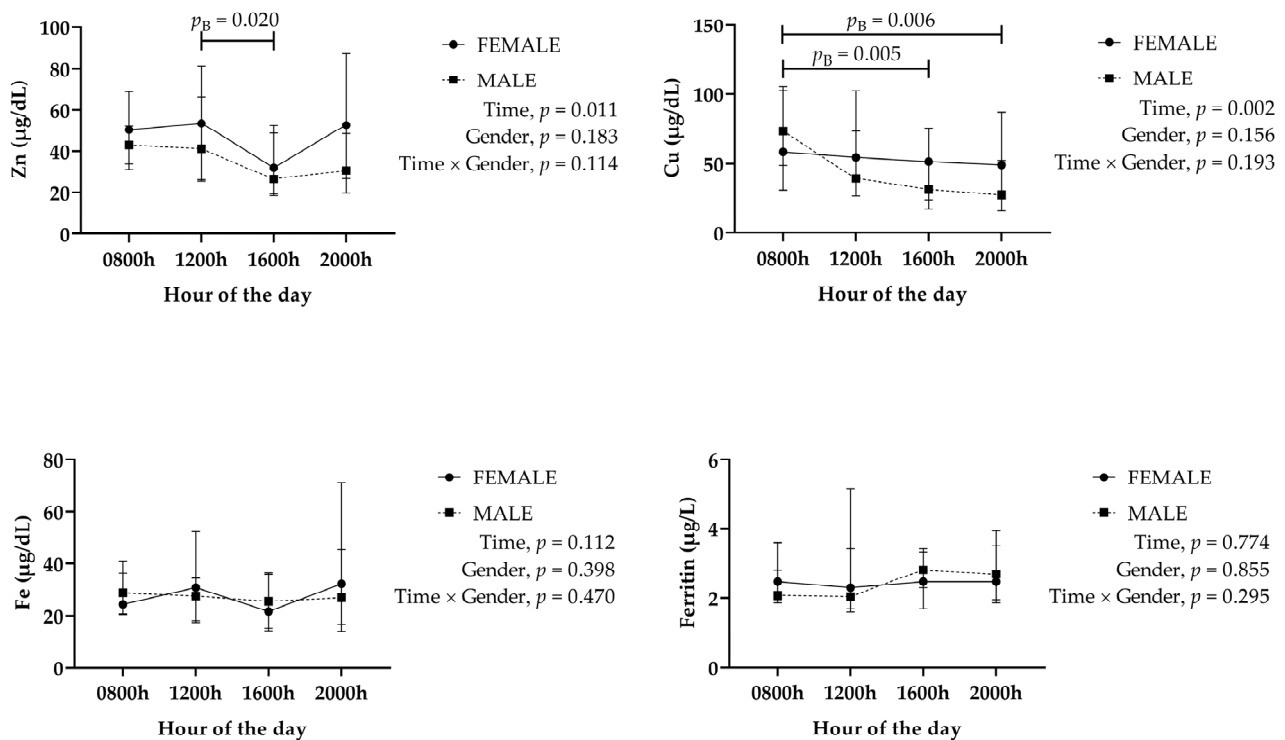 p_B = 0.020
100
80
60
40
20
0
Zn (µg/dL)
0800h 1200h 1600h 2000h
Hour of the day
FEMALE
MALE
Time, p = 0.011
Gender, p = 0.183
Time × Gender, p = 0.114
p_B = 0.006
p_B = 0.005
150
100
50
0
Cu (µg/dL)
0800h 1200h 1600h 2000h
Hour of the day
FEMALE
MALE
Time, p = 0.002
Gender, p = 0.156
Time × Gender, p = 0.193
80
60
40
20
0
Fe (µg/dL)
0800h 1200h 1600h 2000h
Hour of the day
FEMALE
MALE
Time, p = 0.112
Gender, p = 0.398
Time × Gender, p = 0.470
6
4
2
0
Ferritin (µg/L)
0800h 1200h 1600h 2000h
Hour of the day
FEMALE
MALE
Time, p = 0.774
Gender, p = 0.855
Time × Gender, p = 0.295